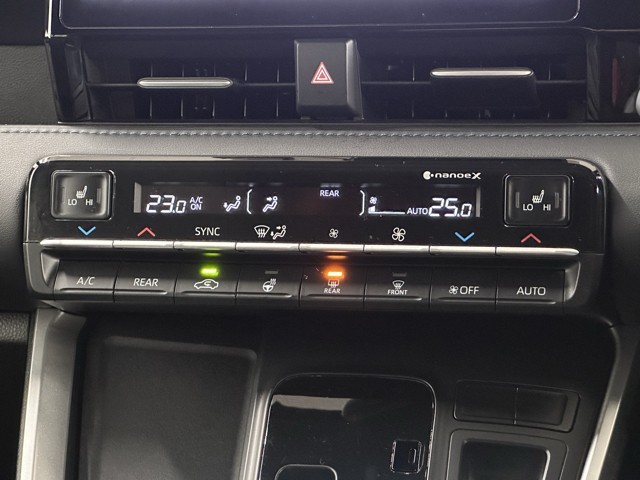 nanoeX
LO HI
23.0 A/C ON
REAR
AUTO 25.0
LO HI
SYNC
A/C
REAR
REAR
FRONT
OFF
AUTO